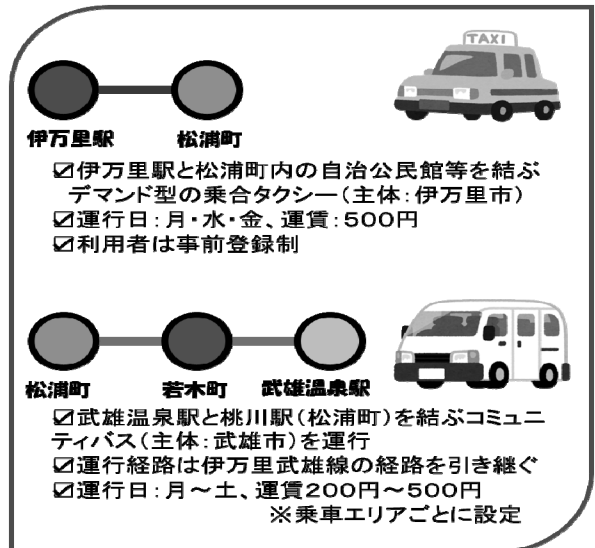 TAXI
伊万里駅 松浦町
☑伊万里駅と松浦町内の自治公民館等を結ぶ
デマンド型の乗合タクシー（主体：伊万里市）
☑運行日：月・水・金、運賃：５００円
☑利用者は事前登録制
松浦町 若木町 武雄温泉駅
☑武雄温泉駅と桃川駅（松浦町）を結ぶコミュニ
ティバス（主体：武雄市）を運行
☑運行経路は伊万里武雄線の経路を引き継ぐ
☑運行日：月～土、運賃２００円～５００円
※乗車エリアごとに設定